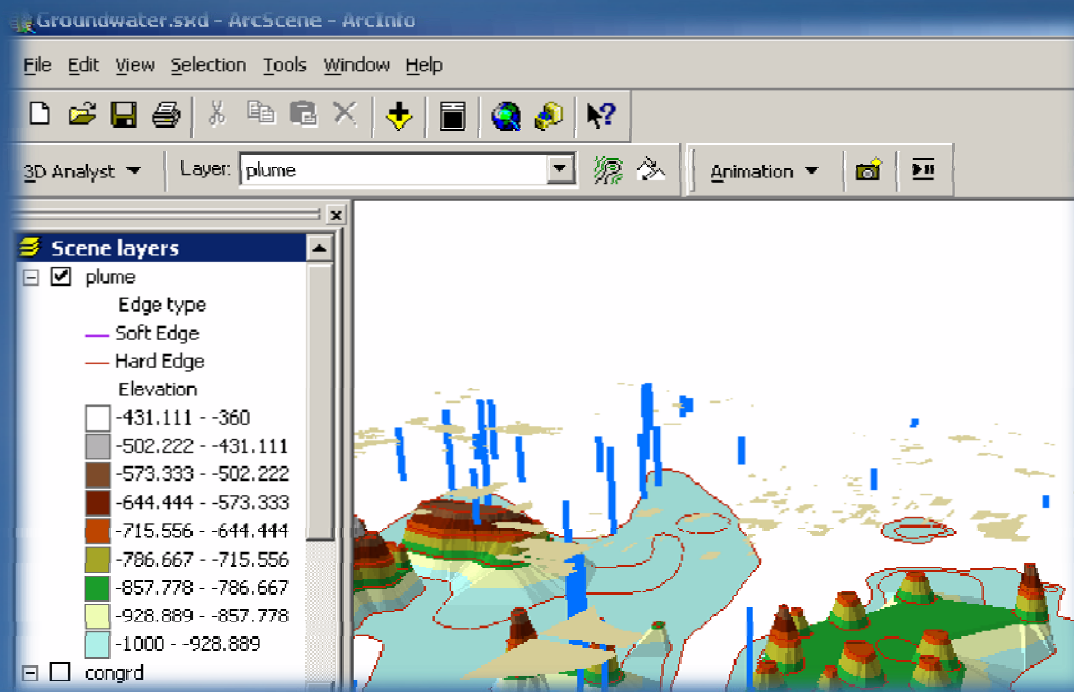 Groundwater.sxd - ArcScene - ArcInfo
File Edit View Selection Tools Window Help
3D Analyst Layer: plume Animation
Scene layers
plume
Edge type
Soft Edge
Hard Edge
Elevation
-431.111 - -360
-502.222 - -431.111
-573.333 - -502.222
-644.444 - -573.333
-715.556 - -644.444
-786.667 - -715.556
-857.778 - -786.667
-928.889 - -857.778
-1000 - -928.889
congrd